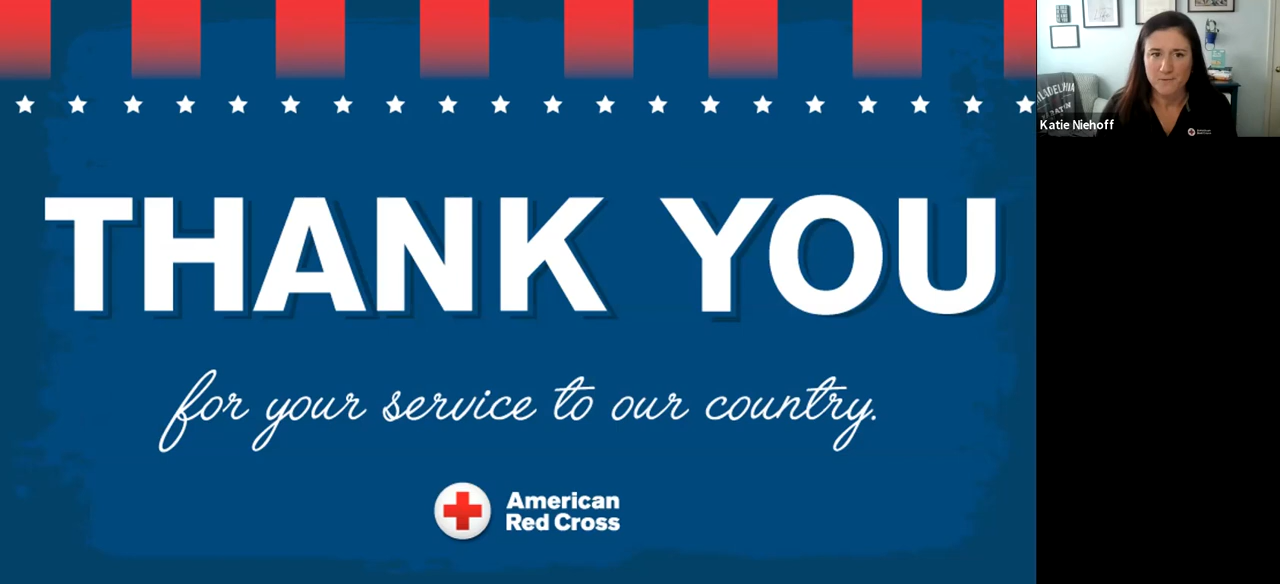 THANK YOU
for your service to our country.
American
Red Cross
Katie Niehoff